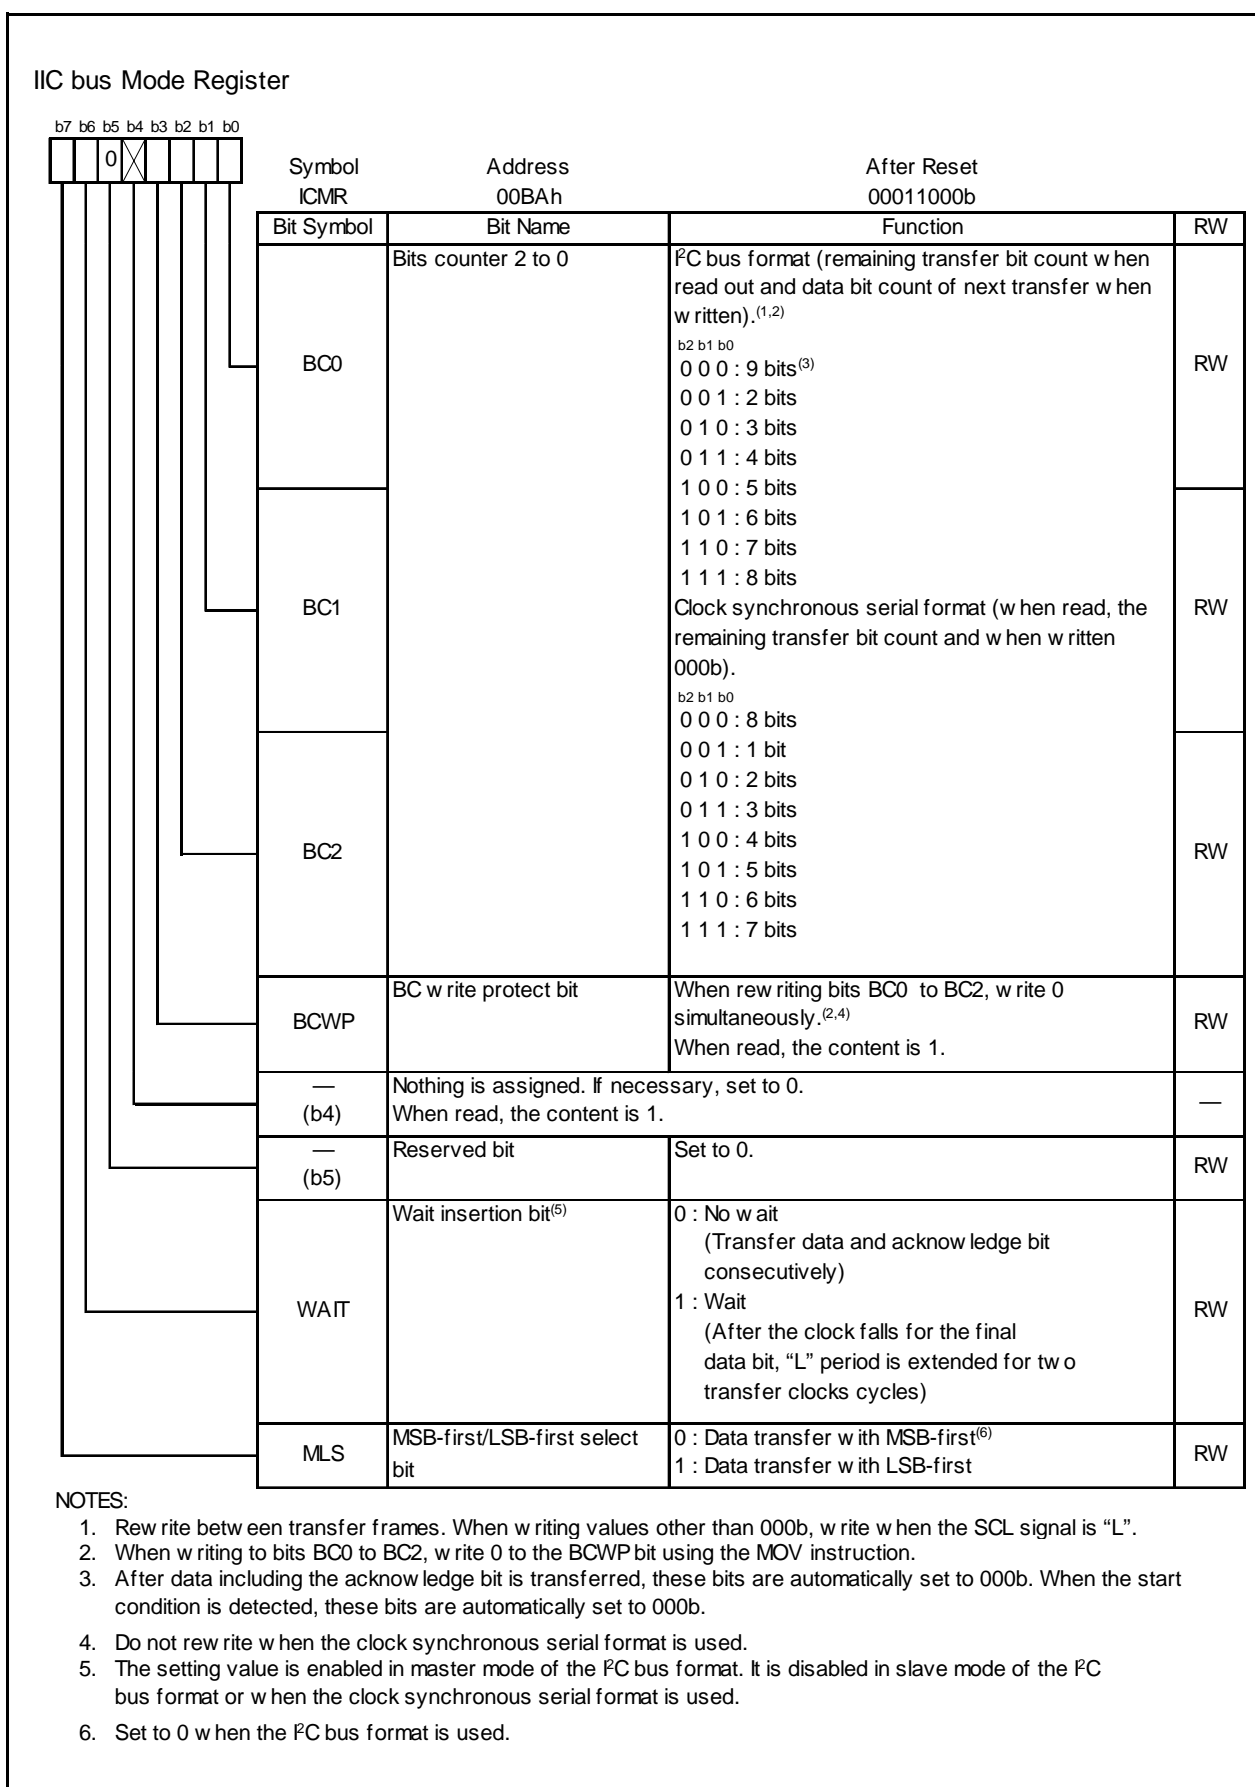 IIC bus Mode Register
b7 b6 b5 b4 b3 b2 b1 b0
0
Symbol Address After Reset
ICMR 00BAh 00011000b
Bit Symbol Bit Name Function RW
BC0 Bits counter 2 to 0 I²C bus format (remaining transfer bit count when
read out and data bit count of next transfer when
written).(1,2)
b2 b1 b0
0 0 0 : 9 bits(3) RW
0 0 1 : 2 bits
0 1 0 : 3 bits
0 1 1 : 4 bits
1 0 0 : 5 bits
1 0 1 : 6 bits
1 1 0 : 7 bits
1 1 1 : 8 bits
BC1 Clock synchronous serial format (when read, the RW
remaining transfer bit count and when written
000b).
b2 b1 b0
0 0 0 : 8 bits
0 0 1 : 1 bit
0 1 0 : 2 bits
0 1 1 : 3 bits
BC2 1 0 0 : 4 bits RW
1 0 1 : 5 bits
1 1 0 : 6 bits
1 1 1 : 7 bits
BCWP BC write protect bit When rewriting bits BC0 to BC2, write 0
simultaneously.(2,4) RW
When read, the content is 1.
— Nothing is assigned. If necessary, set to 0. —
(b4) When read, the content is 1.
— Reserved bit Set to 0. RW
(b5)
Wait insertion bit(5) 0 : No wait
(Transfer data and acknowledge bit
consecutively)
WAIT 1 : Wait RW
(After the clock falls for the final
data bit, “L” period is extended for two
transfer clocks cycles)
MLS MSB-first/LSB-first select 0 : Data transfer with MSB-first(6) RW
bit 1 : Data transfer with LSB-first
NOTES:
1. Rewrite between transfer frames. When writing values other than 000b, write when the SCL signal is “L”.
2. When writing to bits BC0 to BC2, write 0 to the BCWP bit using the MOV instruction.
3. After data including the acknowledge bit is transferred, these bits are automatically set to 000b. When the start
condition is detected, these bits are automatically set to 000b.
4. Do not rewrite when the clock synchronous serial format is used.
5. The setting value is enabled in master mode of the I²C bus format. It is disabled in slave mode of the I²C
bus format or when the clock synchronous serial format is used.
6. Set to 0 when the I²C bus format is used.